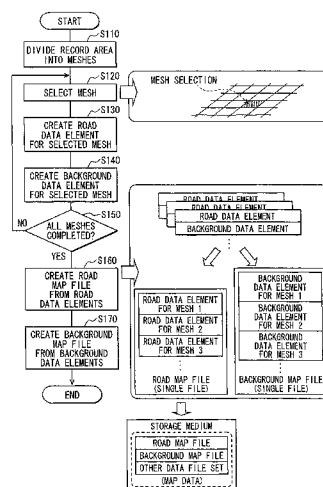 START
S110
DIVIDE RECORD AREA
INTO MESHES
S120
SELECT MESH
S130
CREATE ROAD
DATA ELEMENT
FOR SELECTED MESH
S140
CREATE BACKGROUND
DATA ELEMENT
FOR SELECTED MESH
S150
ALL MESHES
COMPLETED?
NO
YES
S160
CREATE ROAD
MAP FILE
FROM ROAD
DATA ELEMENTS
S170
CREATE BACKGROUND
MAP FILE
FROM BACKGROUND
DATA ELEMENTS
END
MESH SELECTION
ROAD DATA ELEMENT
ROAD DATA ELEMENT
ROAD DATA ELEMENT
BACKGROUND DATA ELEMENT
ROAD DATA ELEMENT
FOR MESH 1
ROAD DATA ELEMENT
FOR MESH 2
ROAD DATA ELEMENT
FOR MESH 3
ROAD MAP FILE
(SINGLE FILE)
BACKGROUND
DATA ELEMENT
FOR MESH 1
BACKGROUND
DATA ELEMENT
FOR MESH 2
BACKGROUND
DATA ELEMENT
FOR MESH 3
BACKGROUND MAP FILE
(SINGLE FILE)
STORAGE MEDIUM
ROAD MAP FILE
BACKGROUND MAP FILE
OTHER DATA FILE SET
(MAP DATA)